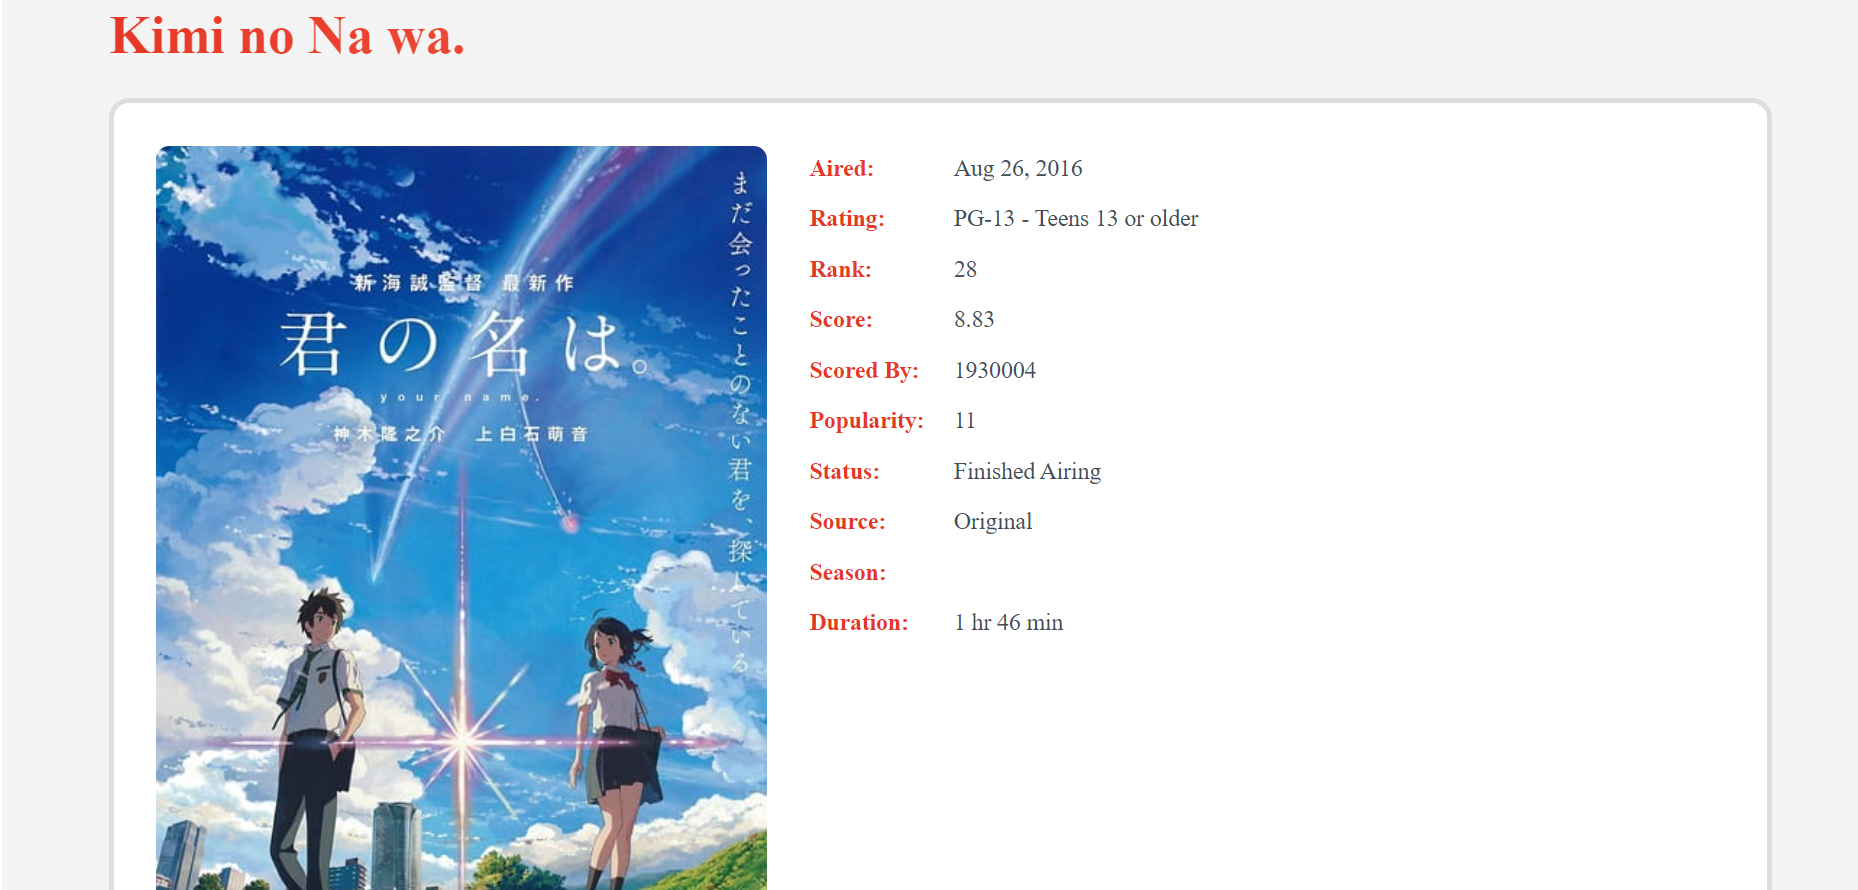 Kimi no Na wa.
まだ会ったことのない君を、探している
新海誠監督 最新作
君の名は。
your name.
神木隆之介 上白石萌音
Aired: Aug 26, 2016
Rating: PG-13 - Teens 13 or older
Rank: 28
Score: 8.83
Scored By: 1930004
Popularity: 11
Status: Finished Airing
Source: Original
Season:
Duration: 1 hr 46 min